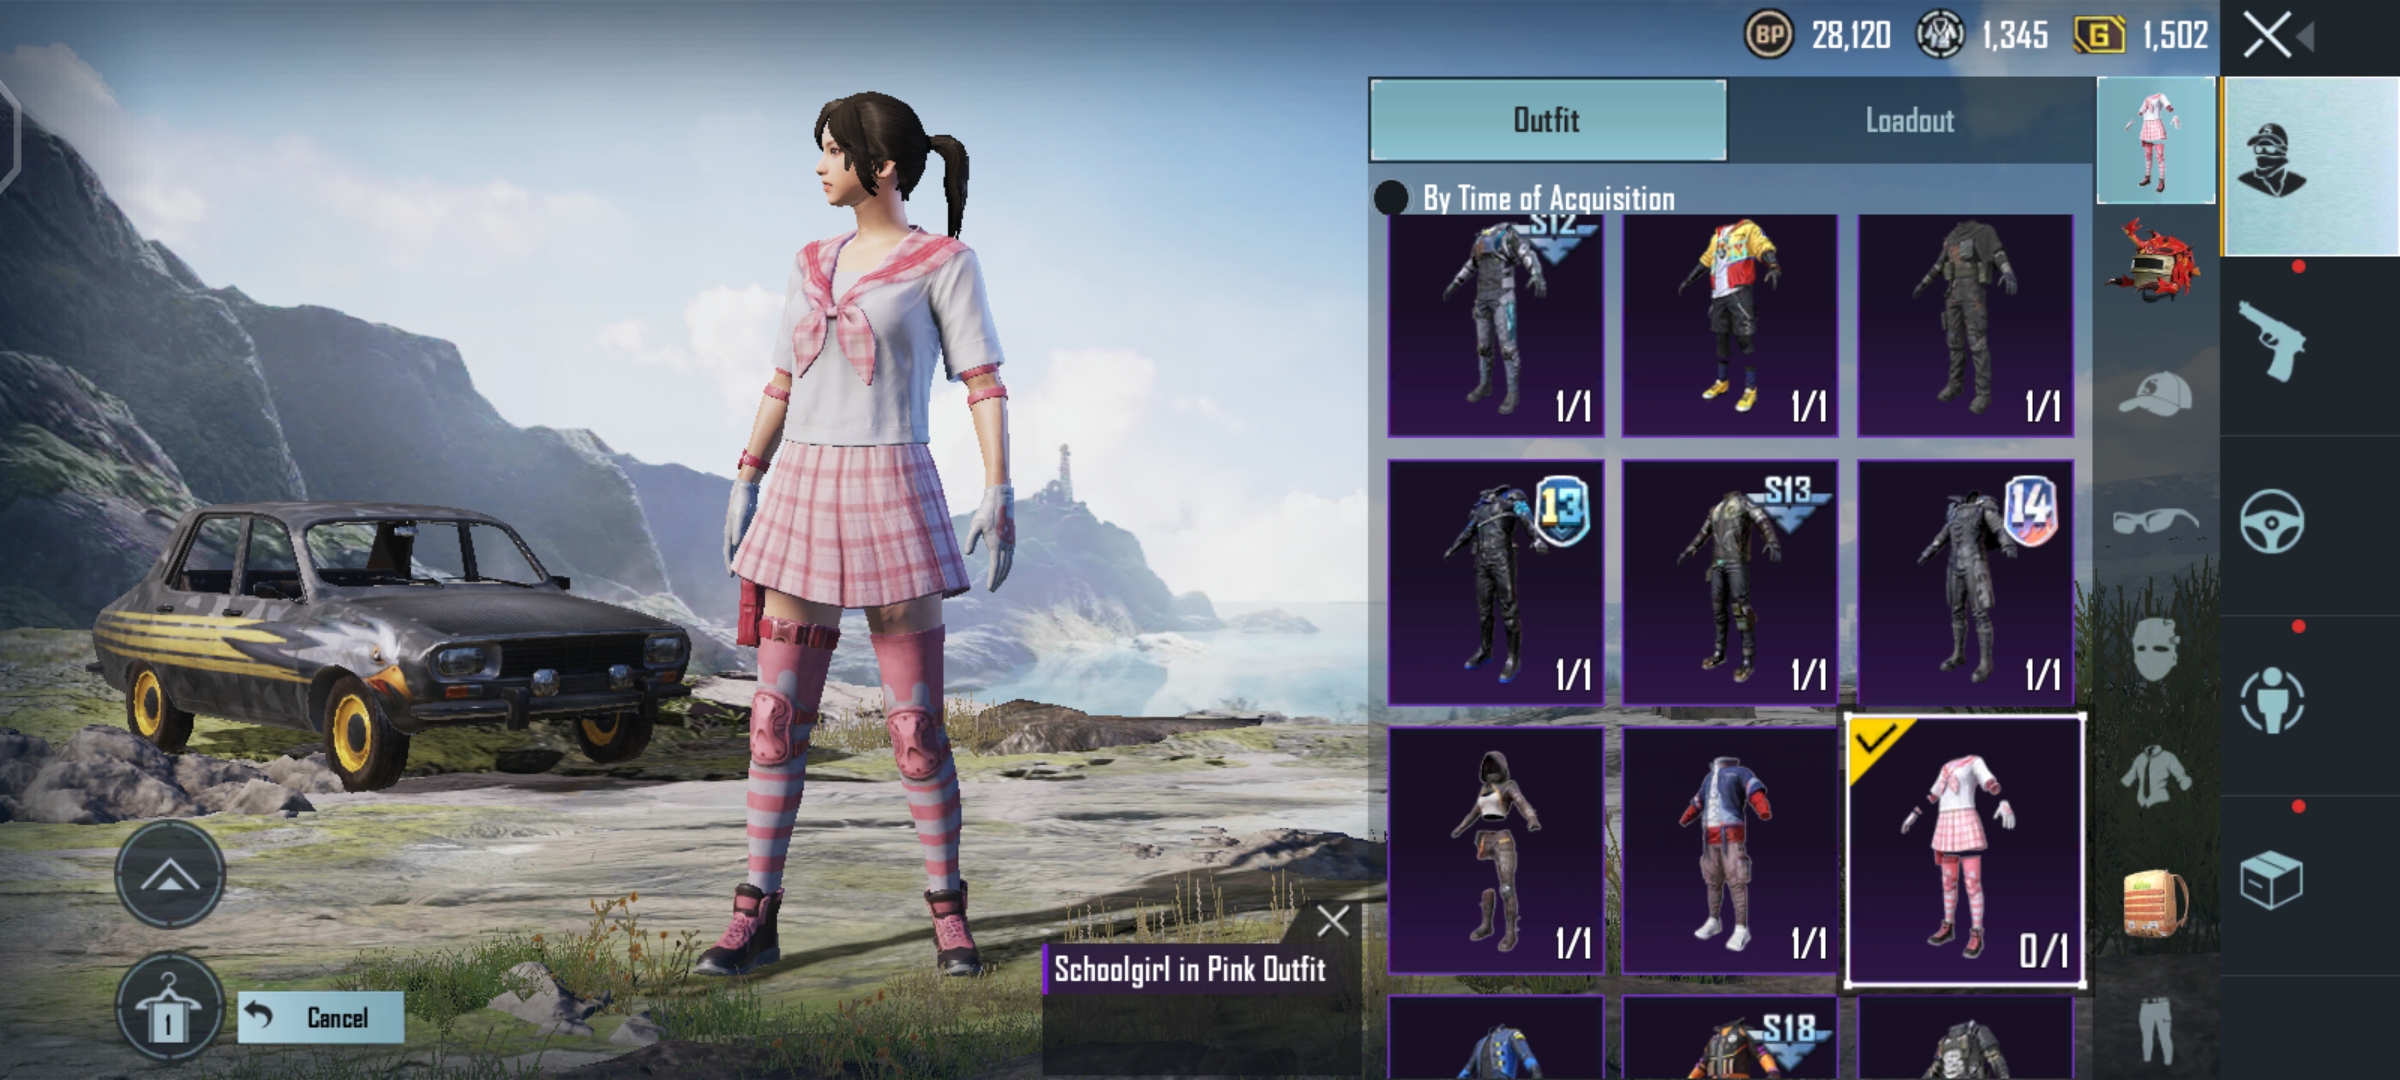 BP 28,120 1,345 G 1,502
Outfit Loadout
By Time of Acquisition
S12
1/1 1/1 1/1
13 S13 14
1/1 1/1 1/1
1/1 1/1 0/1
Schoolgirl in Pink Outfit
1 Cancel
S18